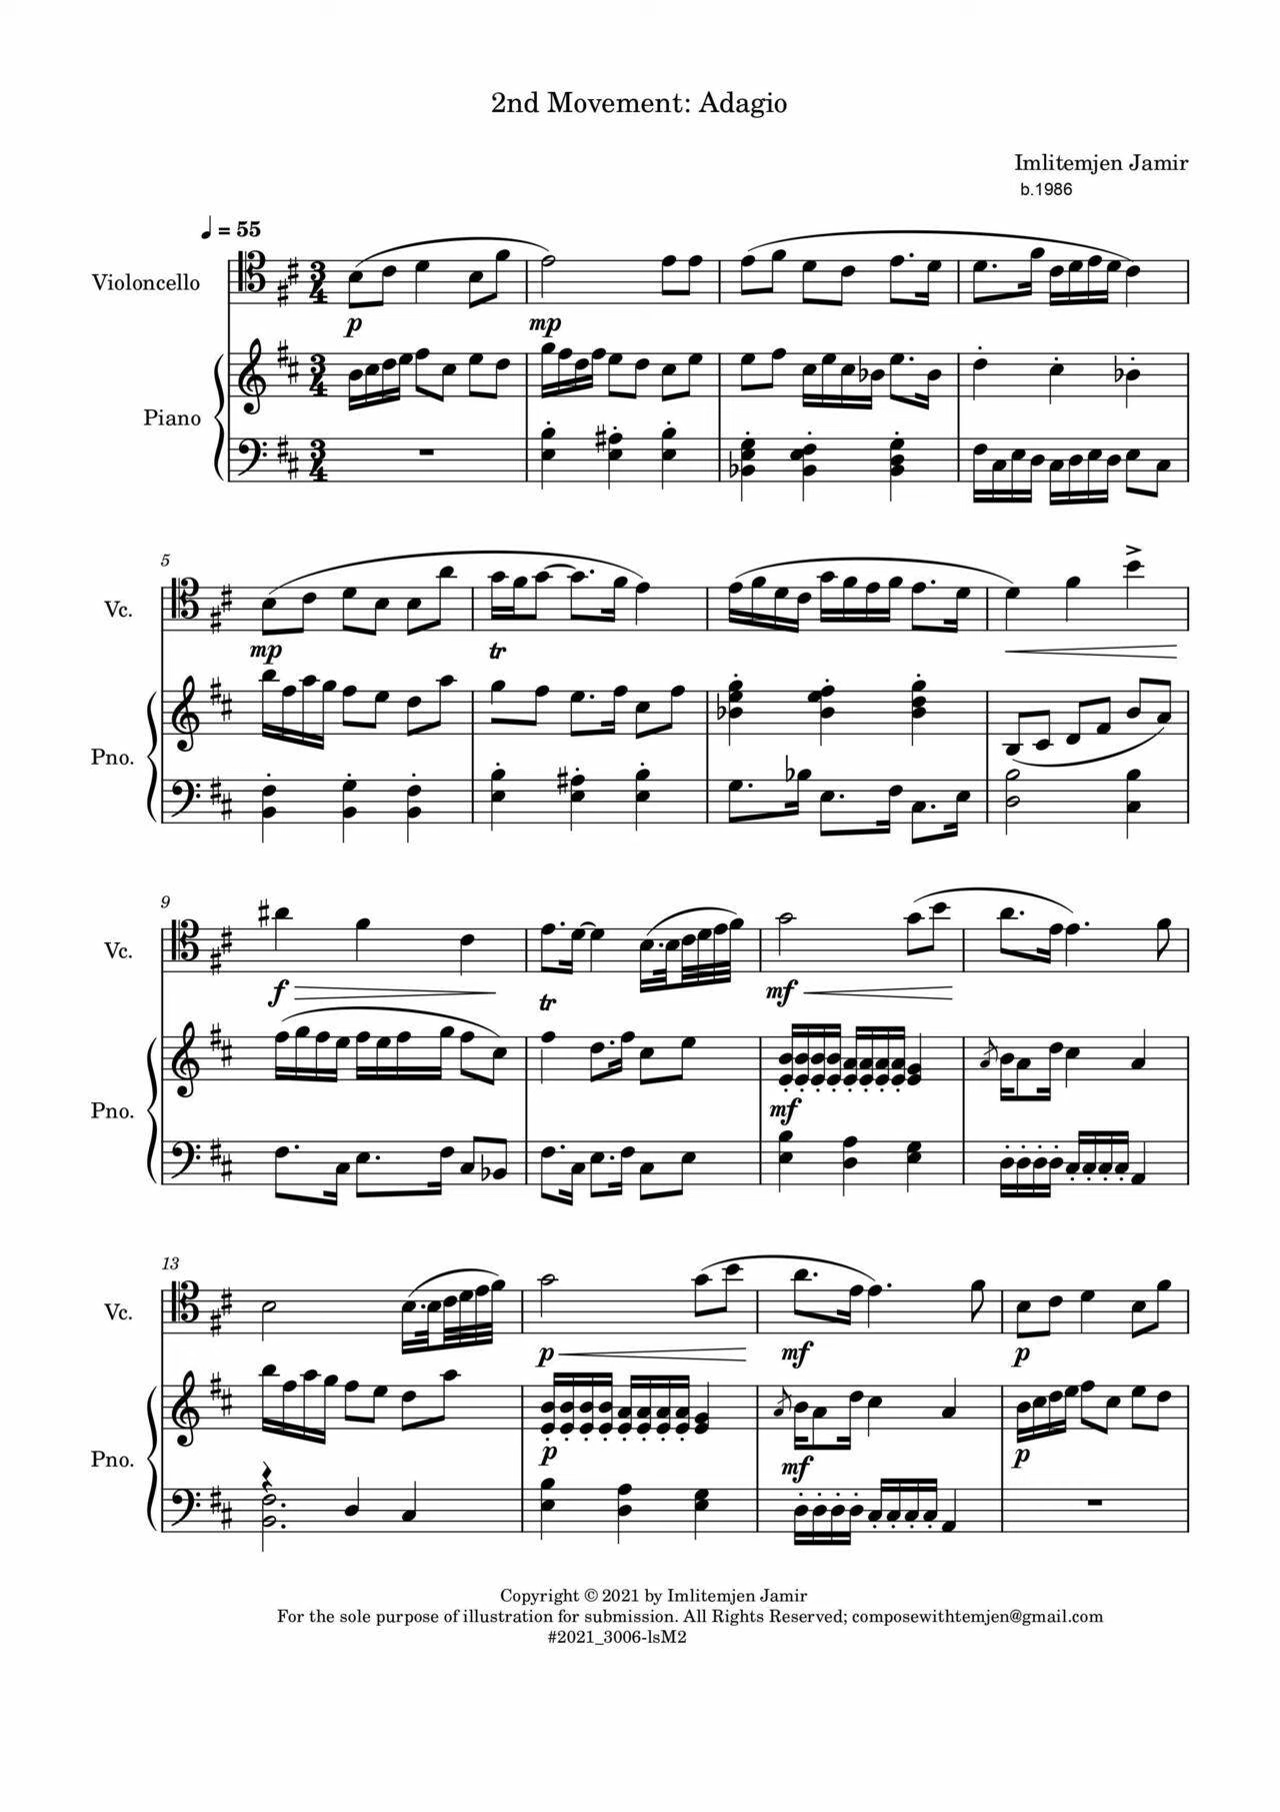 2nd Movement: Adagio
Imlitemjen Jamir
b.1986
= 55
Violoncello
p
mp
Piano
5
Vc.
mp
tr
Pno.
9
Vc.
f
tr
mf
Pno.
mf
13
Vc.
p
mf
p
Pno.
p
mf
p
Copyright © 2021 by Imlitemjen Jamir
For the sole purpose of illustration for submission. All Rights Reserved; composewithtemjen@gmail.com
#2021_3006-lsM2